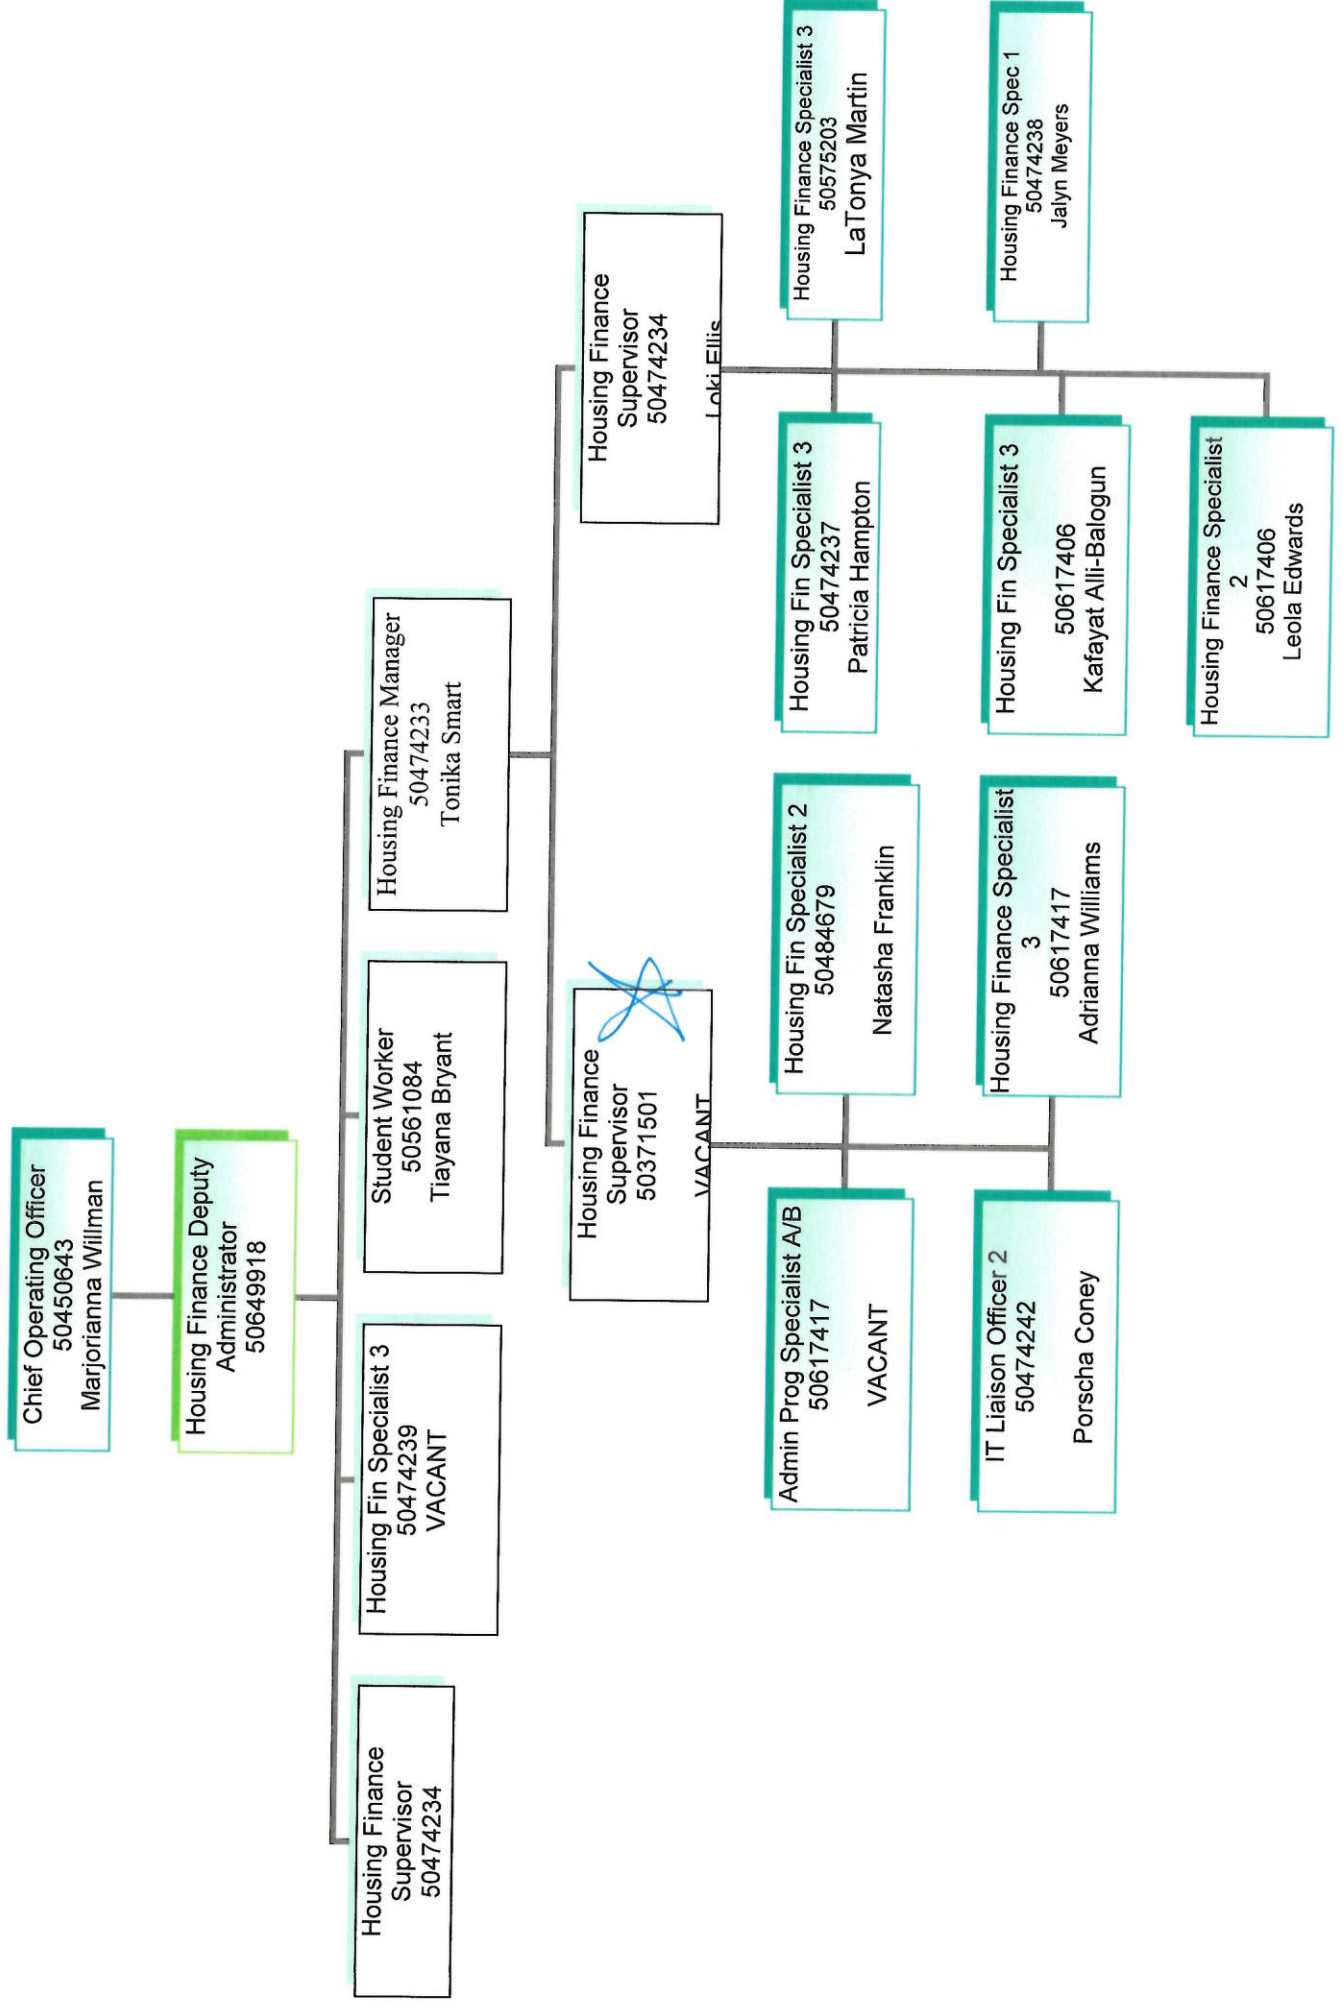 Chief Operating Officer
50450643
Marjorianna Willman
Housing Finance Deputy
Administrator
50649918
Housing Finance
Supervisor
50474234
Housing Fin Specialist 3
50474239
VACANT
Student Worker
50561084
Tiayana Bryant
Housing Finance Manager
50474233
Tonika Smart
Housing Finance
Supervisor
50371501
VACANT
Housing Finance
Supervisor
50474234
Loki Ellis
Admin Prog Specialist A/B
50617417
VACANT
Housing Fin Specialist 2
50484679
Natasha Franklin
Housing Fin Specialist 3
50474237
Patricia Hampton
Housing Finance Specialist 3
50575203
LaTonya Martin
IT Liaison Officer 2
50474242
Porscha Coney
Housing Finance Specialist
3
50617417
Adrianna Williams
Housing Fin Specialist 3
50617406
Kafayat Alli-Balogun
Housing Finance Spec 1
50474238
Jalyn Meyers
Housing Finance Specialist
2
50617406
Leola Edwards